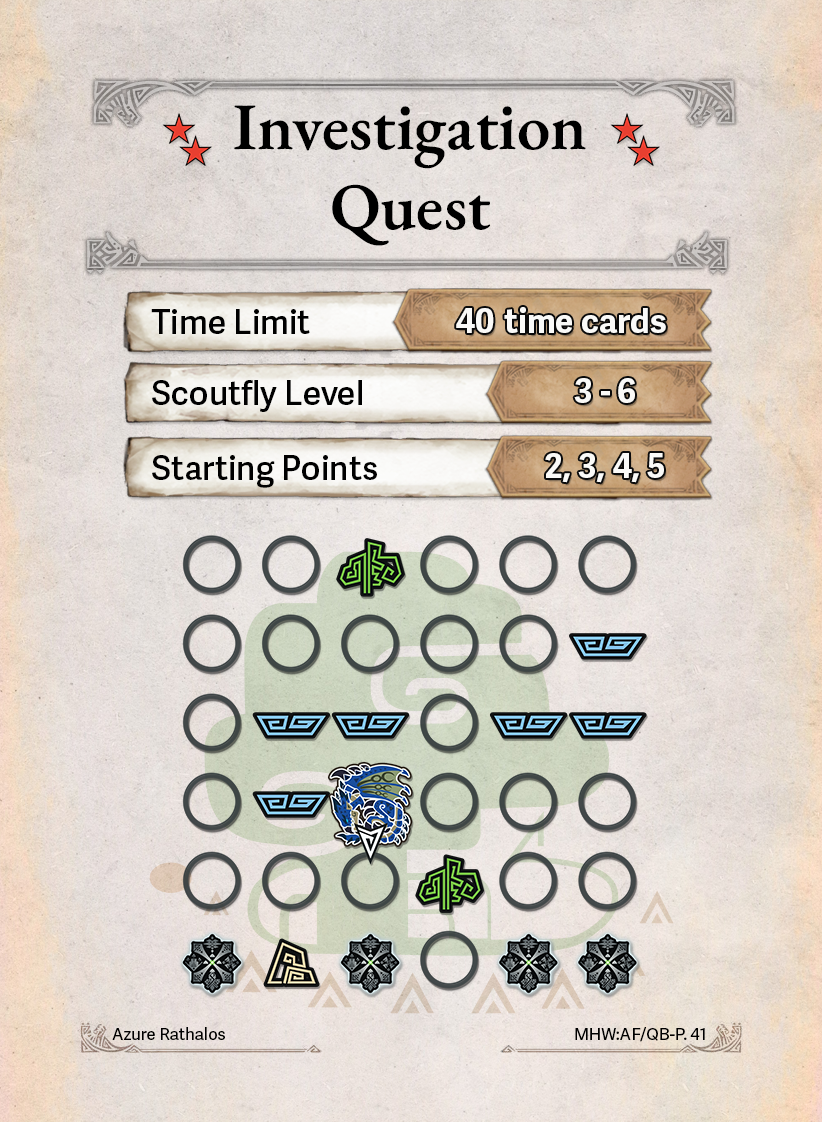 Investigation
Quest
Time Limit 40 time cards
Scoutfly Level 3 - 6
Starting Points 2, 3, 4, 5
Azure Rathalos MHW:AF/QB-P. 41